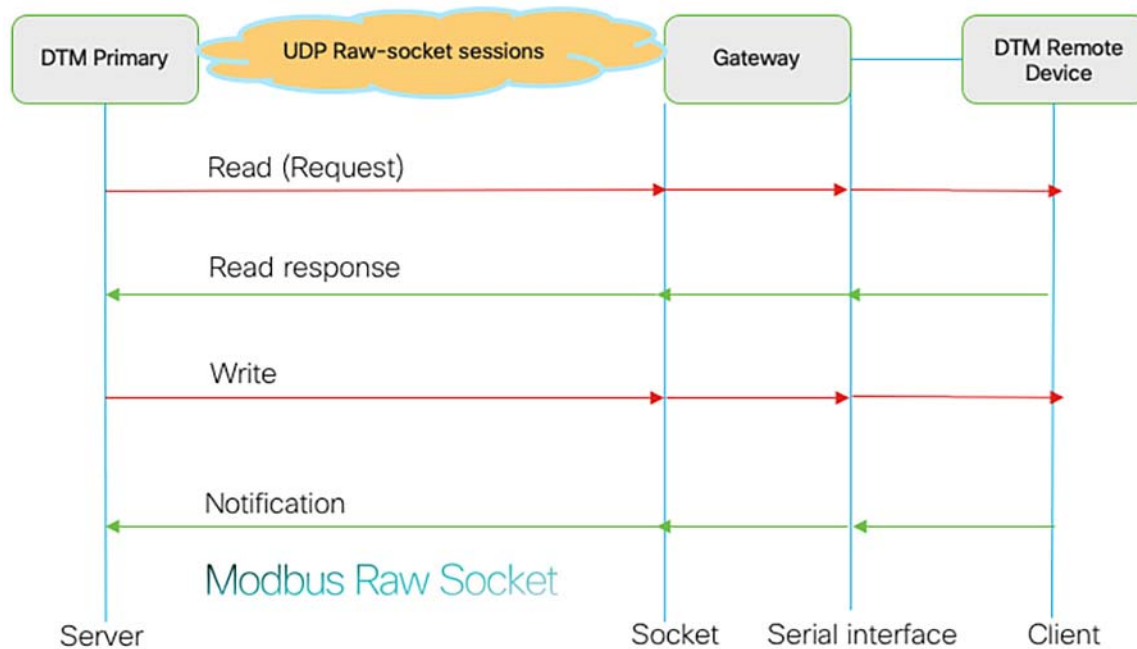 DTM Primary
UDP Raw-socket sessions
Gateway
DTM Remote
Device
Read (Request)
Read response
Write
Notification
Modbus Raw Socket
Server
Socket
Serial interface
Client